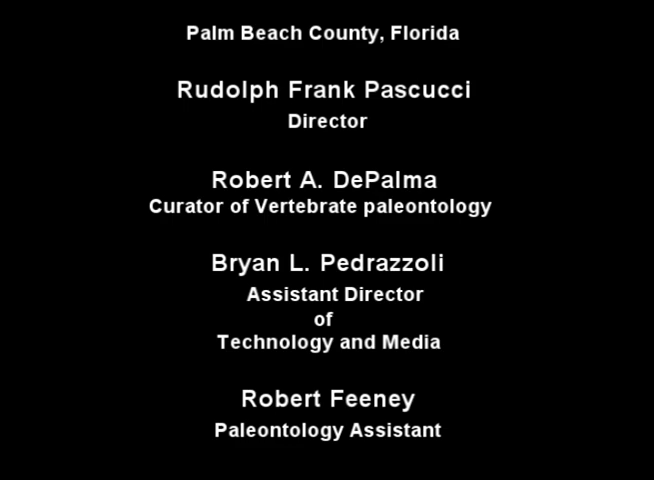 Palm Beach County, Florida
Rudolph Frank Pascucci
Director
Robert A. DePalma
Curator of Vertebrate paleontology
Bryan L. Pedrazzoli
Assistant Director
of
Technology and Media
Robert Feeney
Paleontology Assistant